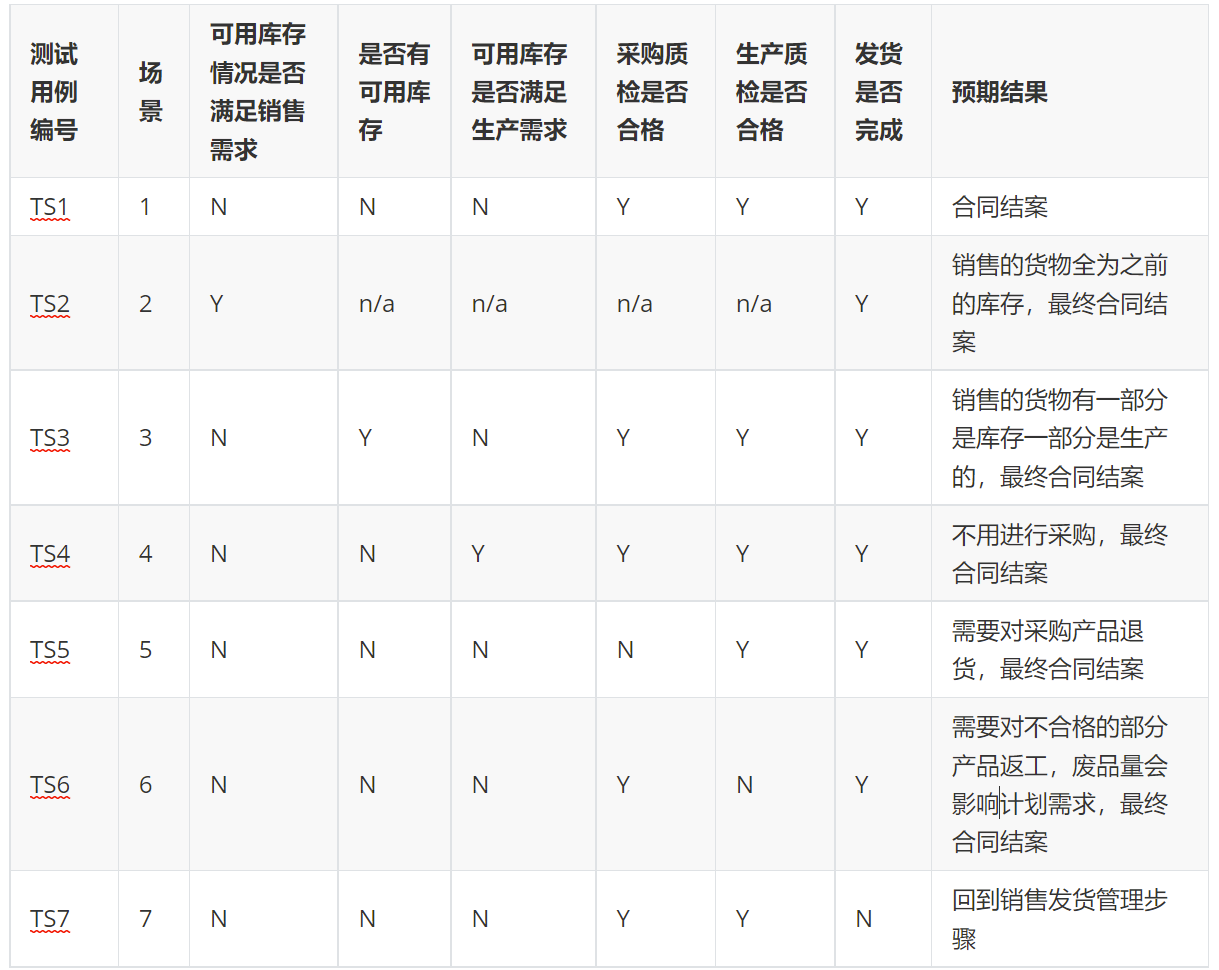 测试
用例
编号
场
景
可用库存
情况是否
满足销售
需求
是否有
可用库
存
可用库存
是否满足
生产需求
采购质
检是否
合格
生产质
检是否
合格
发货
是否
完成
预期结果
TS1
1
N
N
N
Y
Y
Y
合同结案
TS2
2
Y
n/a
n/a
n/a
n/a
Y
销售的货物全为之前
的库存，最终合同结
案
TS3
3
N
Y
N
Y
Y
Y
销售的货物有一部分
是库存一部分是生产
的，最终合同结案
TS4
4
N
N
Y
Y
Y
Y
不用进行采购，最终
合同结案
TS5
5
N
N
N
N
Y
Y
需要对采购产品退
货，最终合同结案
TS6
6
N
N
N
Y
N
Y
需要对不合格的部分
产品返工，废品量会
影响计划需求，最终
合同结案
TS7
7
N
N
N
Y
Y
N
回到销售发货管理步
骤